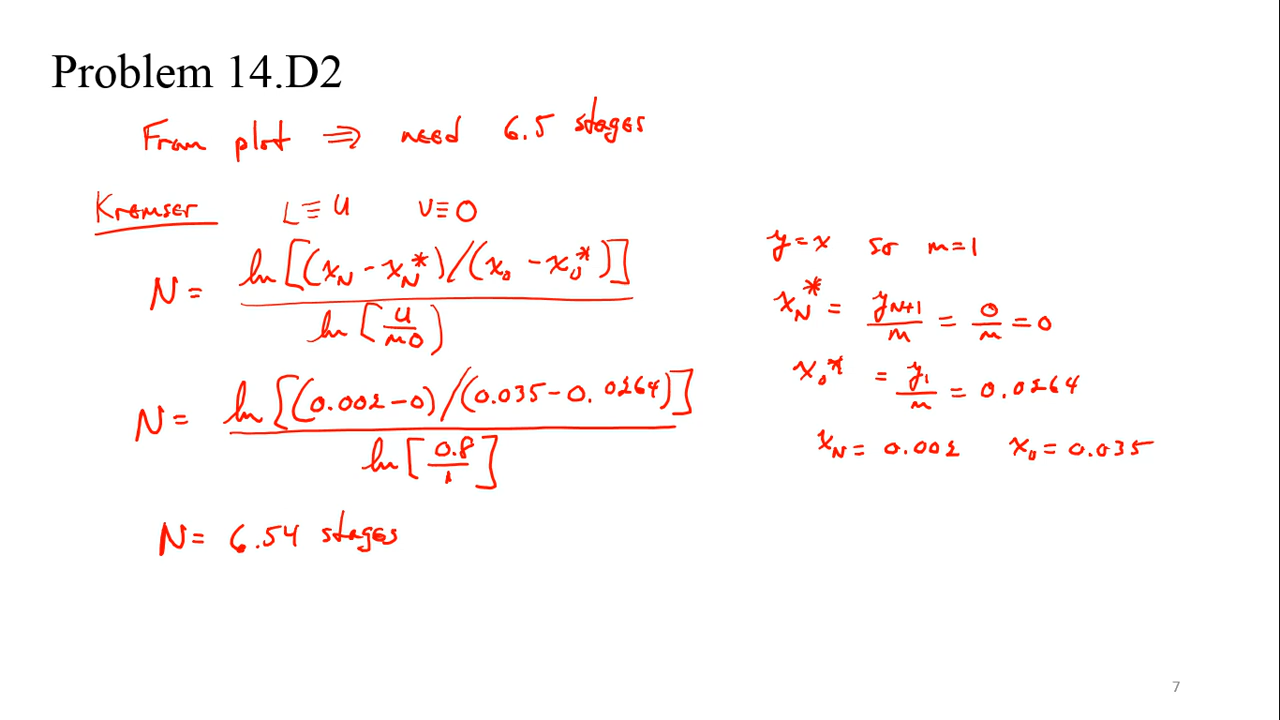 Problem 14.D2
From plot ⇒ need 6.5 stages
Kremser L ≡ U V ≡ O
N = ln[(x_N - x_N*)/(x_0 - x_0*)] / ln[U/mO]
N = ln[(0.002-0)/(0.035-0.0264)] / ln[0.8/1]
N = 6.54 stages
y=x so m=1
x_N* = y_N+1/m = 0/m = 0
x_0* = y_1/m = 0.0264
x_N = 0.002 x_0 = 0.035
7